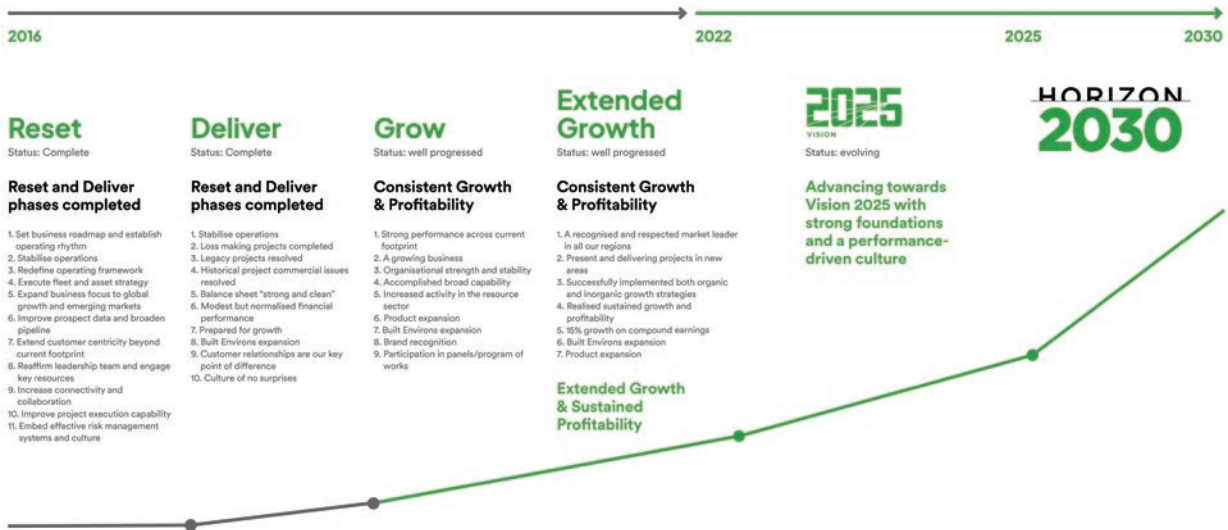 2016
2022
2025
2030
Reset
Status: Complete
Reset and Deliver
phases completed
1. Set business roadmap and establish
operating rhythm
2. Stabilise operations
3. Redefine operating framework
4. Execute fleet and asset strategy
5. Expand business focus to global
growth and emerging markets
6. Improve prospect data and broaden
pipeline
7. Extend customer centricity beyond
current footprint
8. Reaffirm leadership team and engage
key resources
9. Increase connectivity and
collaboration
10. Improve project execution capability
11. Embed effective risk management
systems and culture
Deliver
Status: Complete
Reset and Deliver
phases completed
1. Stabilise operations
2. Loss making projects completed
3. Legacy projects resolved
4. Historical project commercial issues
resolved
5. Balance sheet "strong and clean"
6. Modest but normalised financial
performance
7. Prepared for growth
8. Built Environs expansion
9. Customer relationships are our key
point of difference
10. Culture of no surprises
Grow
Status: well progressed
Consistent Growth
& Profitability
1. Strong performance across current
footprint
2. A growing business
3. Organisational strength and stability
4. Accomplished broad capability
5. Increased activity in the resource
sector
6. Product expansion
7. Built Environs expansion
8. Brand recognition
9. Participation in panels/program of
works
Extended
Growth
Status: well progressed
Consistent Growth
& Profitability
1. A recognised and respected market leader
in all our regions
2. Present and delivering projects in new
areas
3. Successfully implemented both organic
and inorganic growth strategies
4. Realised sustained growth and
profitability
5. 15% growth on compound earnings
6. Built Environs expansion
7. Product expansion
Extended Growth
& Sustained
Profitability
2025
VISION
Status: evolving
Advancing towards
Vision 2025 with
strong foundations
and a performance-
driven culture
HORIZON
2030